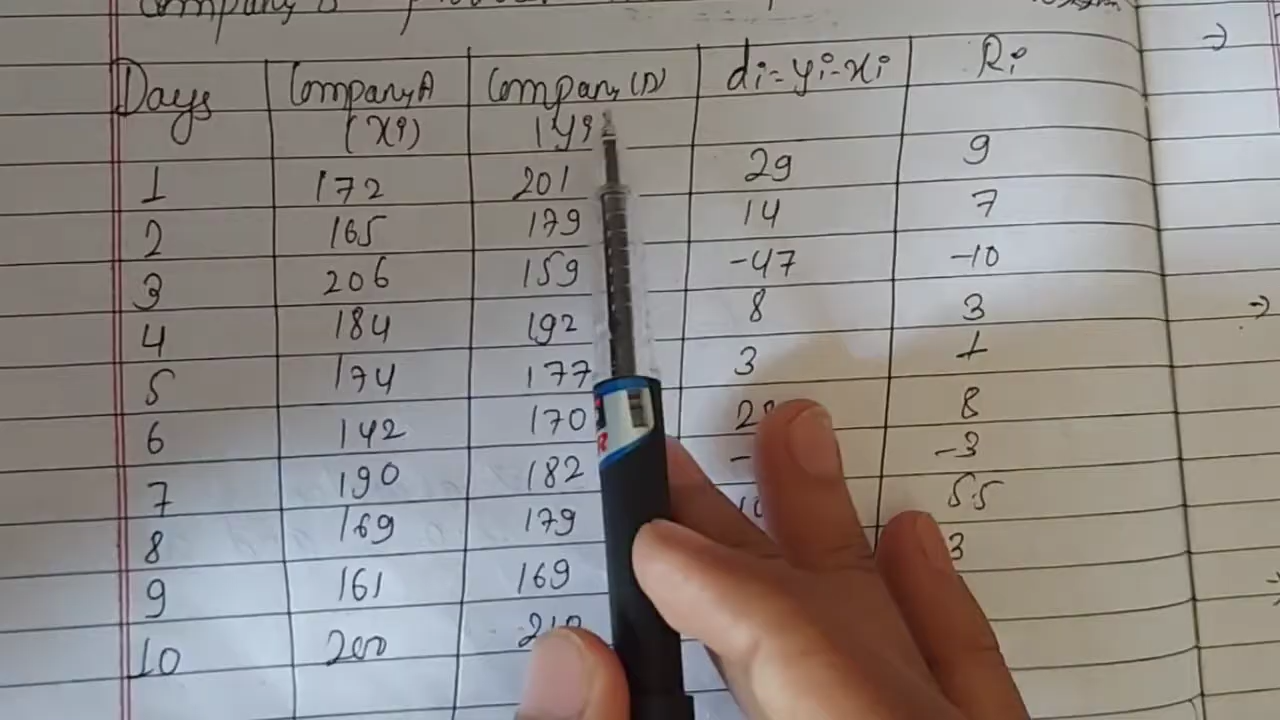 Company B
Days Company A Company (B) di = yi - xi Ri
(xi) (yi
1 172 201 29 9
2 165 179 14 7
3 206 159 -47 -10
4 184 192 8 3
5 174 177 3 1
6 142 170 8
7 190 182 - -3
8 169 179 5.5
9 161 169 3
10 200